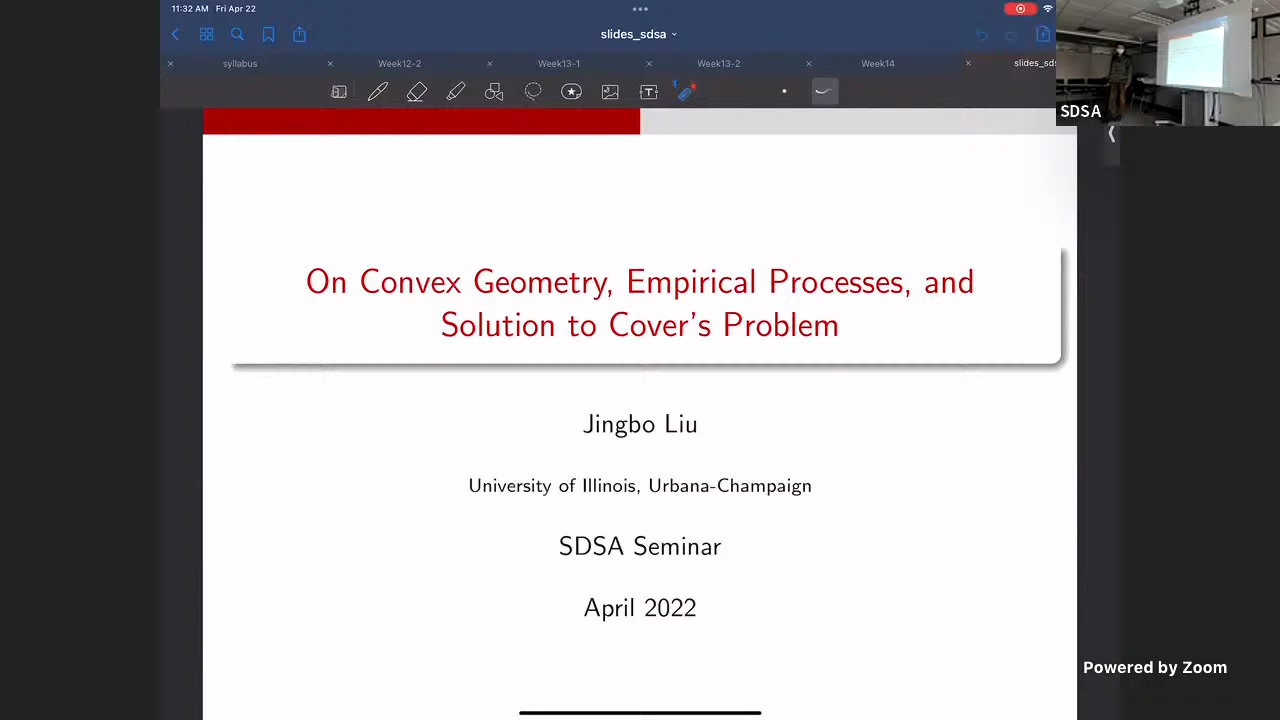 11:32 AM Fri Apr 22
slides_sdsa
syllabus
Week12-2
Week13-1
Week13-2
Week14
slides_sds
SDSA
On Convex Geometry, Empirical Processes, and
Solution to Cover's Problem
Jingbo Liu
University of Illinois, Urbana-Champaign
SDSA Seminar
April 2022
Powered by Zoom